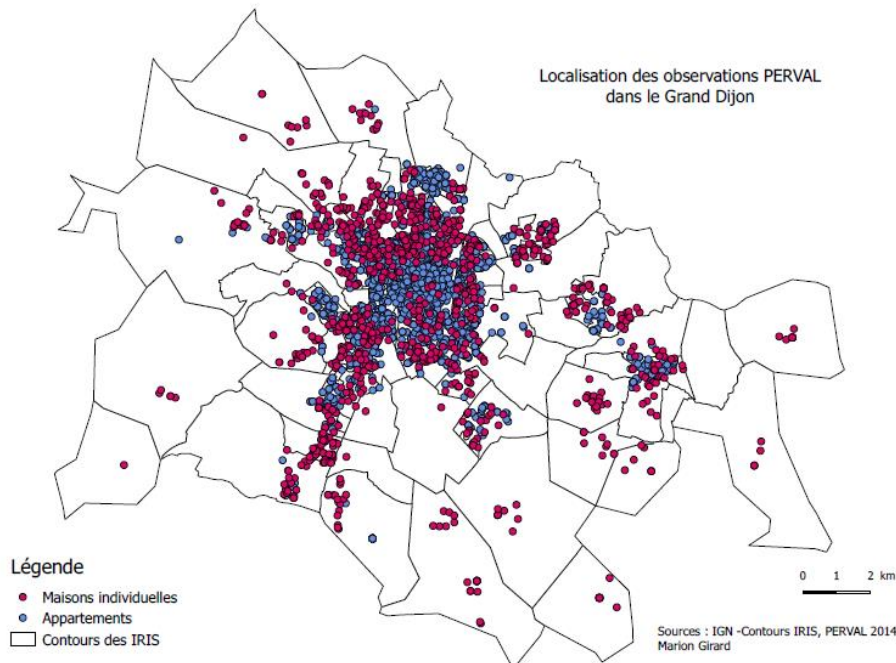 Localisation des observations PERVAL
dans le Grand Dijon
Légende
Maisons individuelles
Appartements
Contours des IRIS
0 1 2 km
Sources : IGN -Contours IRIS, PERVAL 2014
Marion Girard